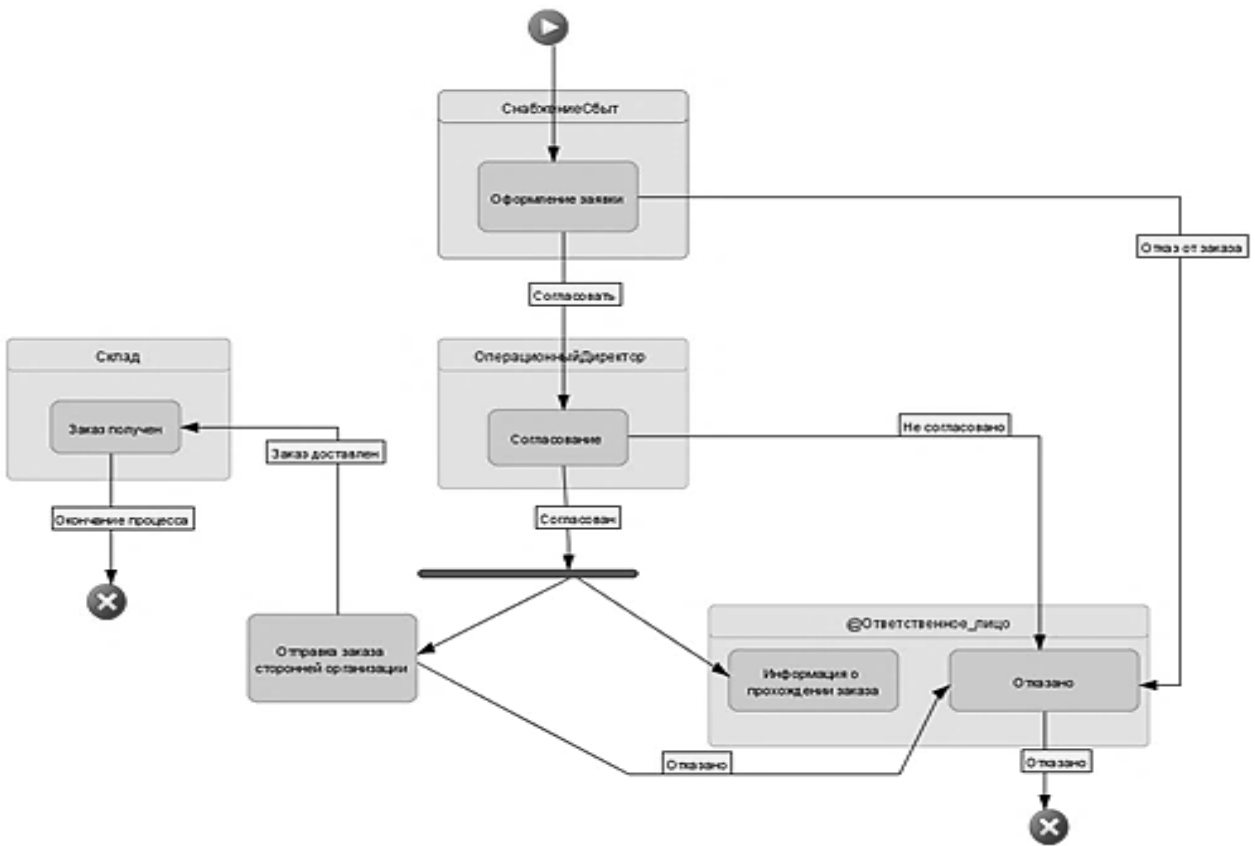 СнабжениеСбыт
Оформление заявки
Отказ от заказа
Согласовать
Склад
ОперационныйДиректор
Заказ получен
Согласование
Не согласовано
Заказ доставлен
Окончание процесса
Согласован
@Ответственное_лицо
Отправка заказа
сторонней организации
Информация о
прохождении заказа
Отказано
Отказано
Отказано